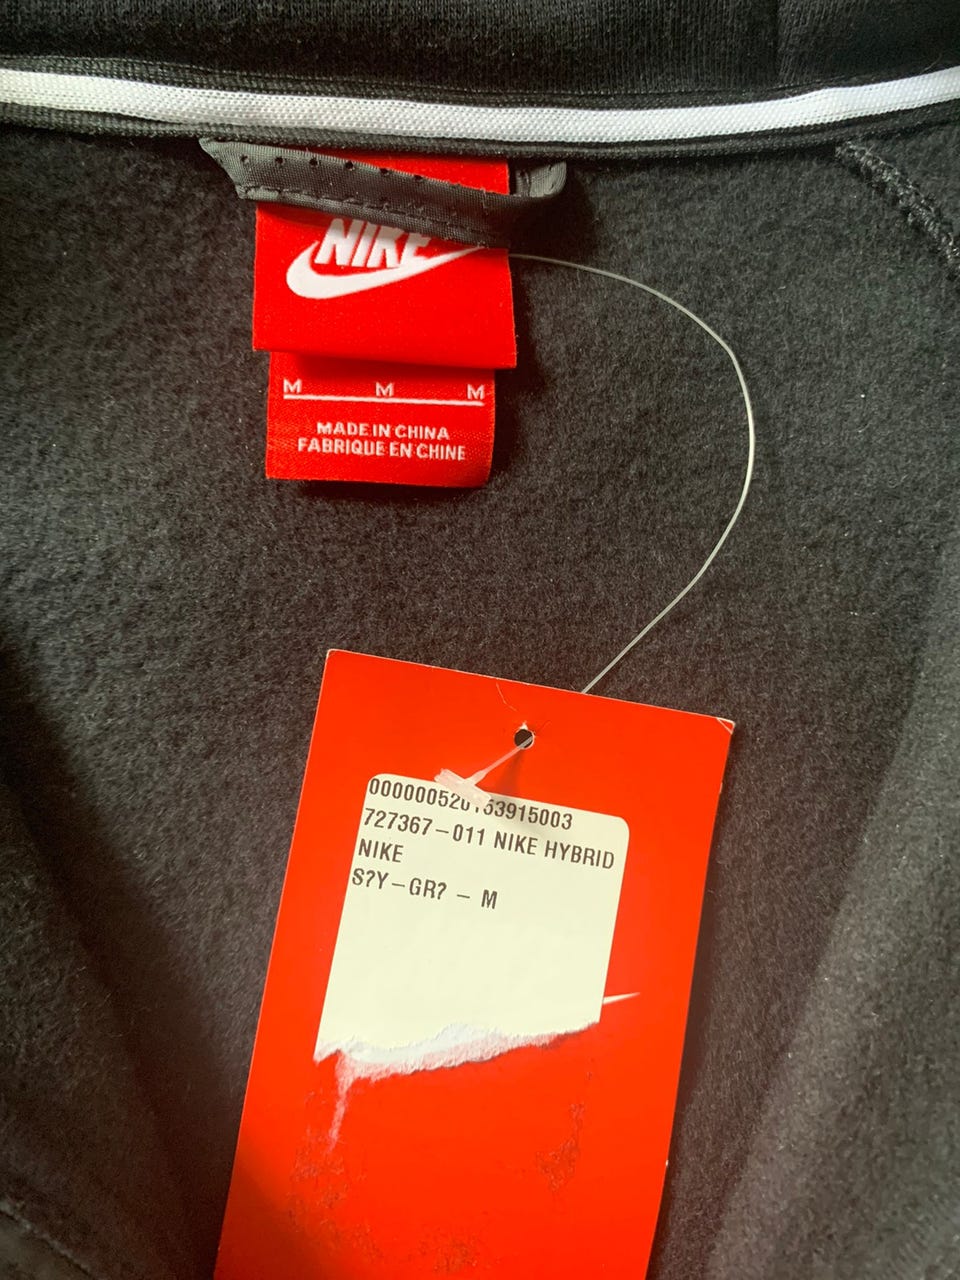 NIKE
M M M
MADE IN CHINA
FABRIQUE EN CHINE
727367-011 NIKE HYBRID
NIKE
S?Y-GR? - M